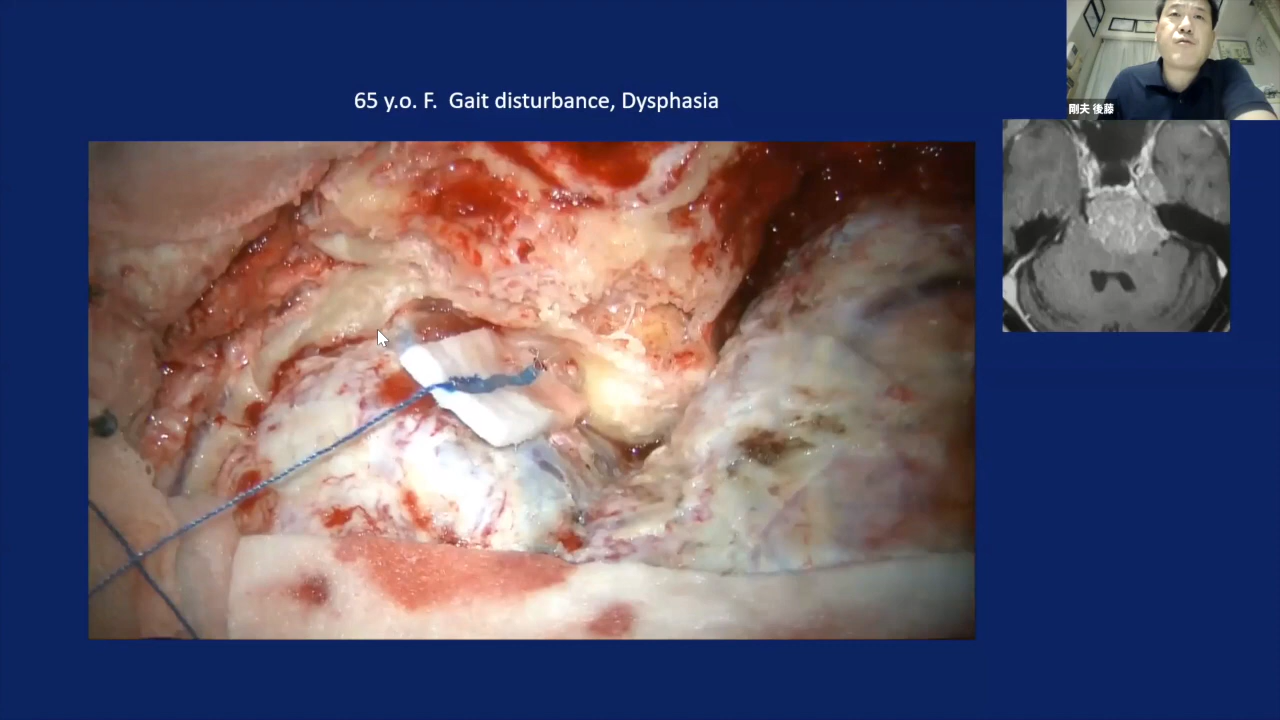 65 y.o. F. Gait disturbance, Dysphasia
剛夫 後藤